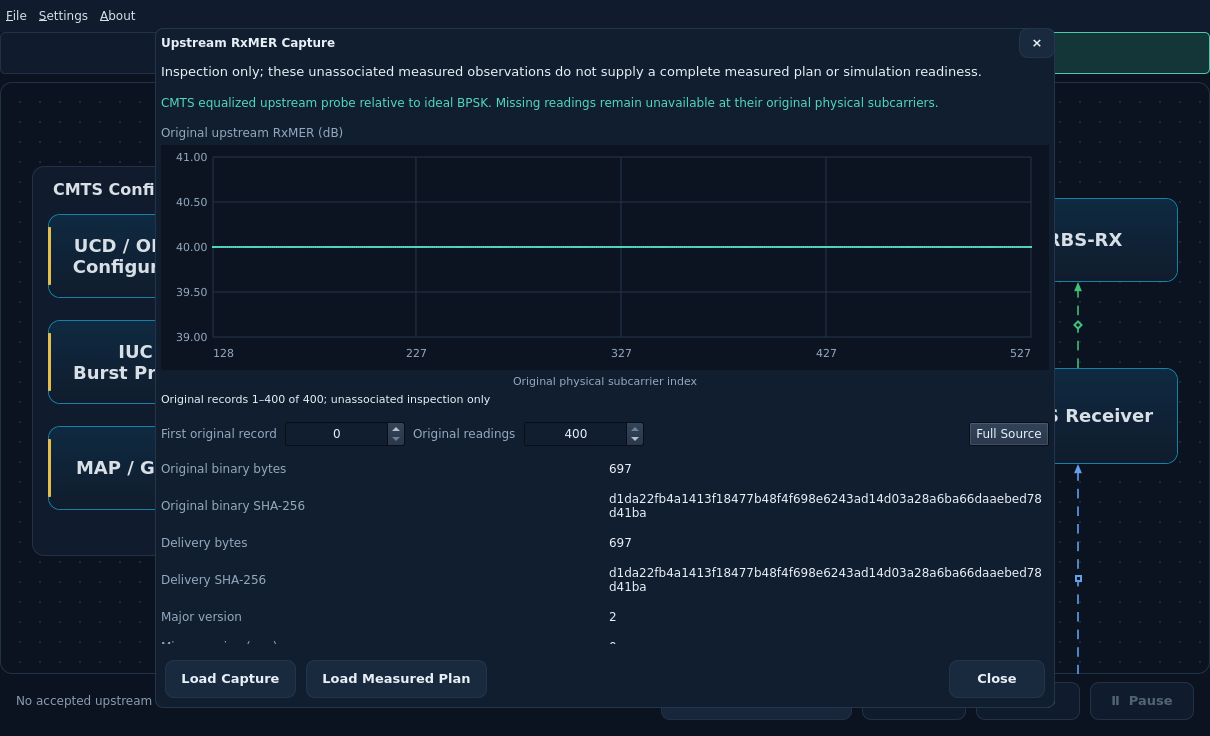 File Settings About
Upstream RxMER Capture
×
Inspection only; these unassociated measured observations do not supply a complete measured plan or simulation readiness.
CMTS equalized upstream probe relative to ideal BPSK. Missing readings remain unavailable at their original physical subcarriers.
Original upstream RxMER (dB)
41.00
40.50
40.00
39.50
39.00
128 227 327 427 527
Original physical subcarrier index
Original records 1–400 of 400; unassociated inspection only
First original record 0 Original readings 400 Full Source
Original binary bytes 697
Original binary SHA-256 d1da22fb4a1413f18477b48f4f698e6243ad14d03a28a6ba66daaebed78
d41ba
Delivery bytes 697
Delivery SHA-256 d1da22fb4a1413f18477b48f4f698e6243ad14d03a28a6ba66daaebed78
d41ba
Major version 2
Load Capture Load Measured Plan Close
CMTS Confi
UCD / O
Configur
IUC
Burst Pr
MAP / G
RBS-RX
S Receiver
No accepted upstream
Pause